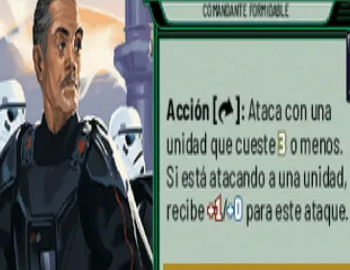 COMANDANTE FORMIDABLE
Acción [↷]: Ataca con una
unidad que cueste 3 o menos.
Si está atacando a una unidad,
recibe +1/+0 para este ataque.